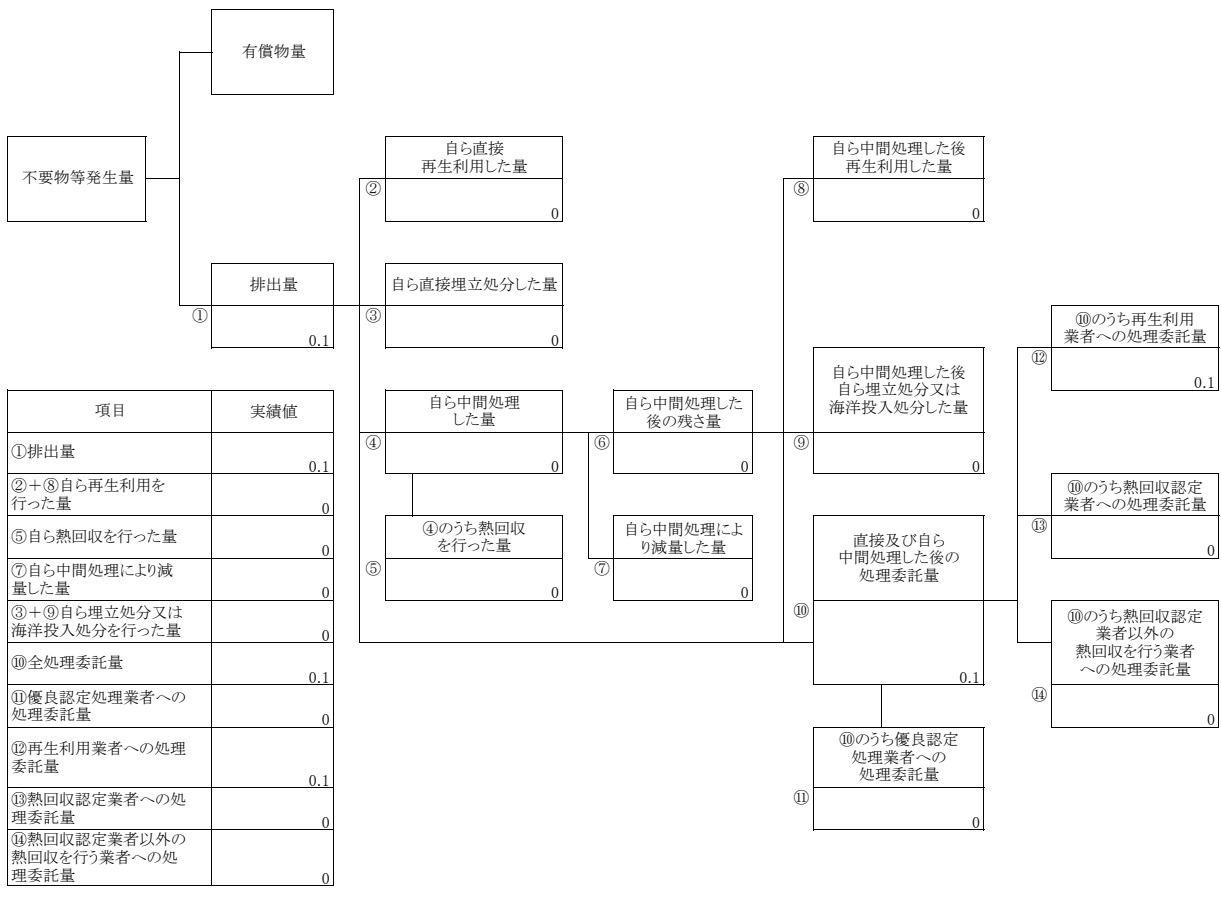 有償物量
不要物等発生量
自ら直接
再生利用した量
②
0
自ら中間処理した後
再生利用した量
⑧
0
排出量
①
0.1
自ら直接埋立処分した量
③
0
⑩のうち再生利用
業者への処理委託量
⑫
0.1
自ら中間処理
した量
④
0
自ら中間処理した
後の残さ量
⑥
0
自ら中間処理した後
自ら埋立処分又は
海洋投入処分した量
⑨
0
⑩のうち熱回収認定
業者への処理委託量
⑬
0
④のうち熱回収
を行った量
⑤
0
自ら中間処理によ
り減量した量
⑦
0
直接及び自ら
中間処理した後の
処理委託量
⑩
0.1
⑩のうち熱回収認定
業者以外の
熱回収を行う業者
への処理委託量
⑭
0
⑩のうち優良認定
処理業者への
処理委託量
⑪
0
項目 実績値
①排出量
0.1
②＋⑧自ら再生利用を
行った量
0
⑤自ら熱回収を行った量
0
⑦自ら中間処理により減
量した量
0
③＋⑨自ら埋立処分又は
海洋投入処分を行った量
0
⑩全処理委託量
0.1
⑪優良認定処理業者への
処理委託量
0
⑫再生利用業者への処理
委託量
0.1
⑬熱回収認定業者への処
理委託量
0
⑭熱回収認定業者以外の
熱回収を行う業者への処
理委託量
0